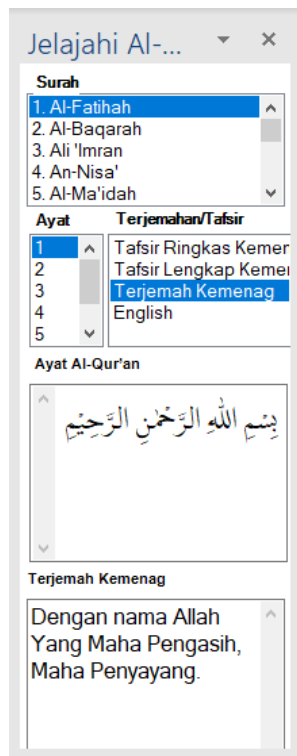 Jelajahi Al-...
Surah
1. Al-Fatihah
2. Al-Baqarah
3. Ali 'Imran
4. An-Nisa'
5. Al-Ma'idah
Ayat Terjemahan/Tafsir
1
2
3
4
5
Tafsir Ringkas Kemen
Tafsir Lengkap Kemen
Terjemah Kemenag
English
Ayat Al-Qur'an
بِسْمِ اللّٰهِ الرَّحْمٰنِ الرَّحِيْمِ
Terjemah Kemenag
Dengan nama Allah
Yang Maha Pengasih,
Maha Penyayang.